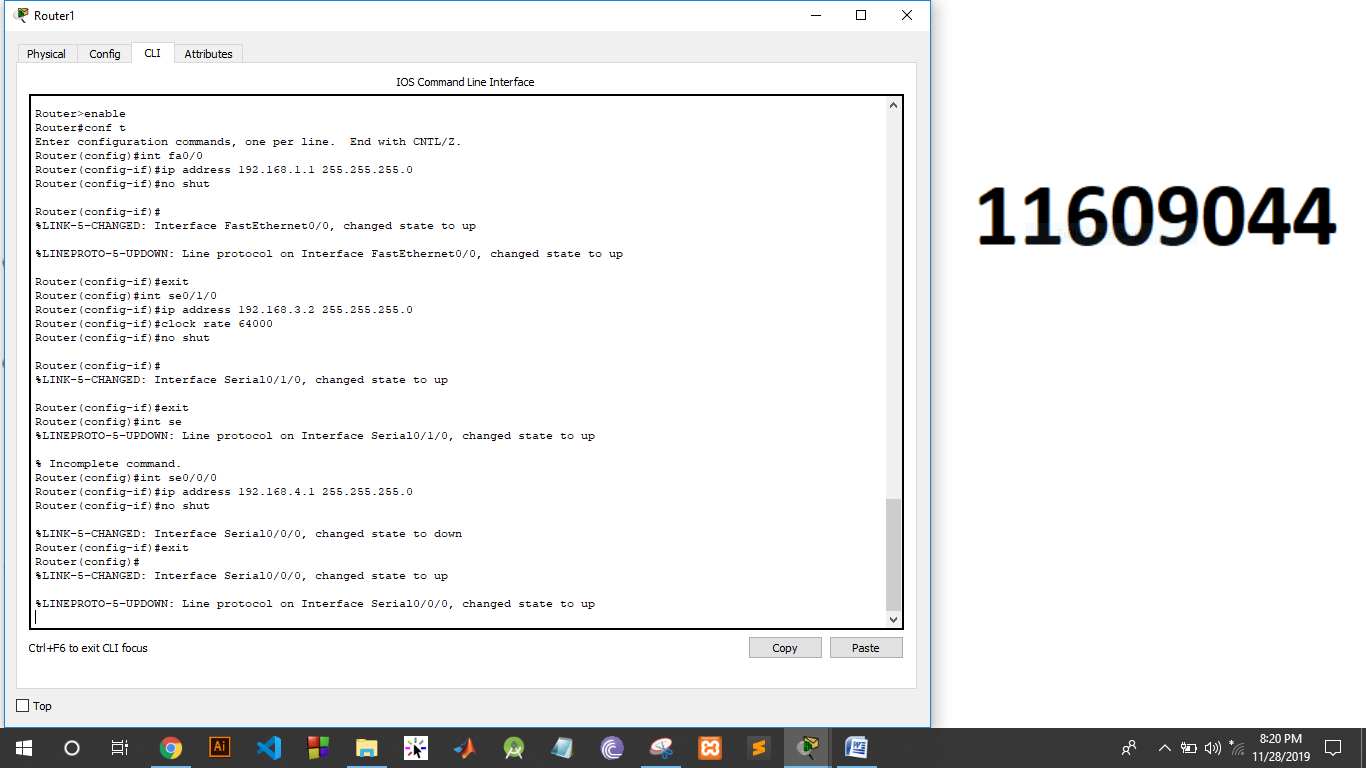 Router1
Physical Config CLI Attributes
IOS Command Line Interface
Router>enable
Router#conf t
Enter configuration commands, one per line.  End with CNTL/Z.
Router(config)#int fa0/0
Router(config-if)#ip address 192.168.1.1 255.255.255.0
Router(config-if)#no shut
Router(config-if)#
%LINK-5-CHANGED: Interface FastEthernet0/0, changed state to up
%LINEPROTO-5-UPDOWN: Line protocol on Interface FastEthernet0/0, changed state to up
Router(config-if)#exit
Router(config)#int se0/1/0
Router(config-if)#ip address 192.168.3.2 255.255.255.0
Router(config-if)#clock rate 64000
Router(config-if)#no shut
Router(config-if)#
%LINK-5-CHANGED: Interface Serial0/1/0, changed state to up
Router(config-if)#exit
Router(config)#int se
%LINEPROTO-5-UPDOWN: Line protocol on Interface Serial0/1/0, changed state to up
% Incomplete command.
Router(config)#int se0/0/0
Router(config-if)#ip address 192.168.4.1 255.255.255.0
Router(config-if)#no shut
%LINK-5-CHANGED: Interface Serial0/0/0, changed state to down
Router(config-if)#exit
Router(config)#
%LINK-5-CHANGED: Interface Serial0/0/0, changed state to up
%LINEPROTO-5-UPDOWN: Line protocol on Interface Serial0/0/0, changed state to up
Ctrl+F6 to exit CLI focus
Copy Paste
Top
11609044
Ai
8:20 PM
11/28/2019